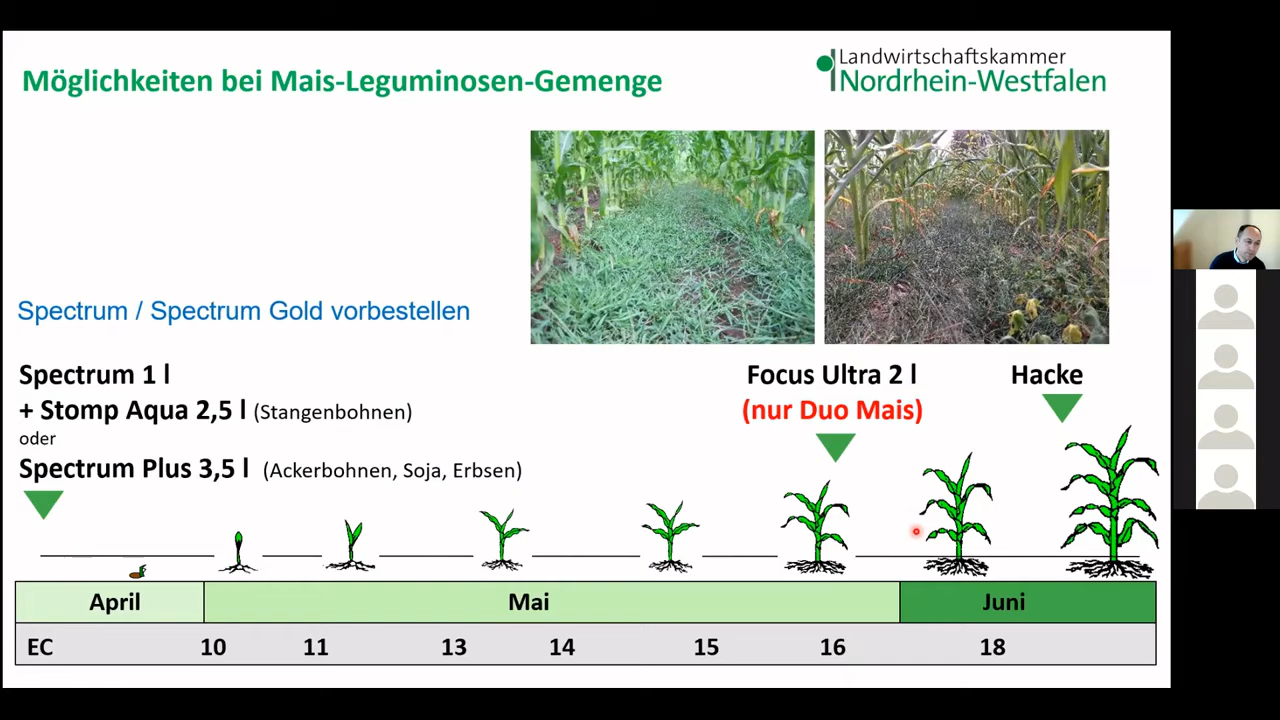 Möglichkeiten bei Mais-Leguminosen-Gemenge
Landwirtschaftskammer
Nordrhein-Westfalen
Spectrum / Spectrum Gold vorbestellen
Spectrum 1 l
+ Stomp Aqua 2,5 l (Stangenbohnen)
oder
Spectrum Plus 3,5 l (Ackerbohnen, Soja, Erbsen)
Focus Ultra 2 l
(nur Duo Mais)
Hacke
April Mai Juni
EC 10 11 13 14 15 16 18